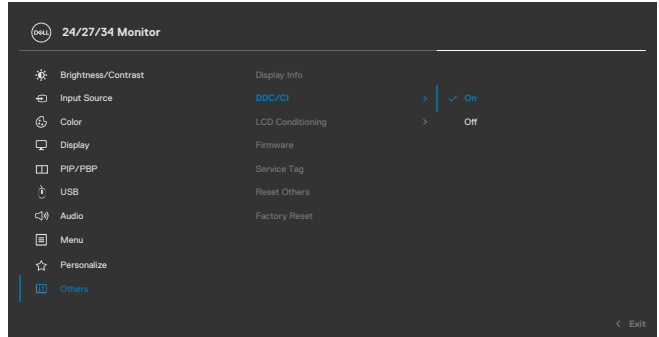 DELL 24/27/34 Monitor
Brightness/Contrast Display Info
Input Source DDC/CI > ✓ On
Color LCD Conditioning > Off
Display Firmware
PIP/PBP Service Tag
USB Reset Others
Audio Factory Reset
Menu
Personalize
Others
< Exit